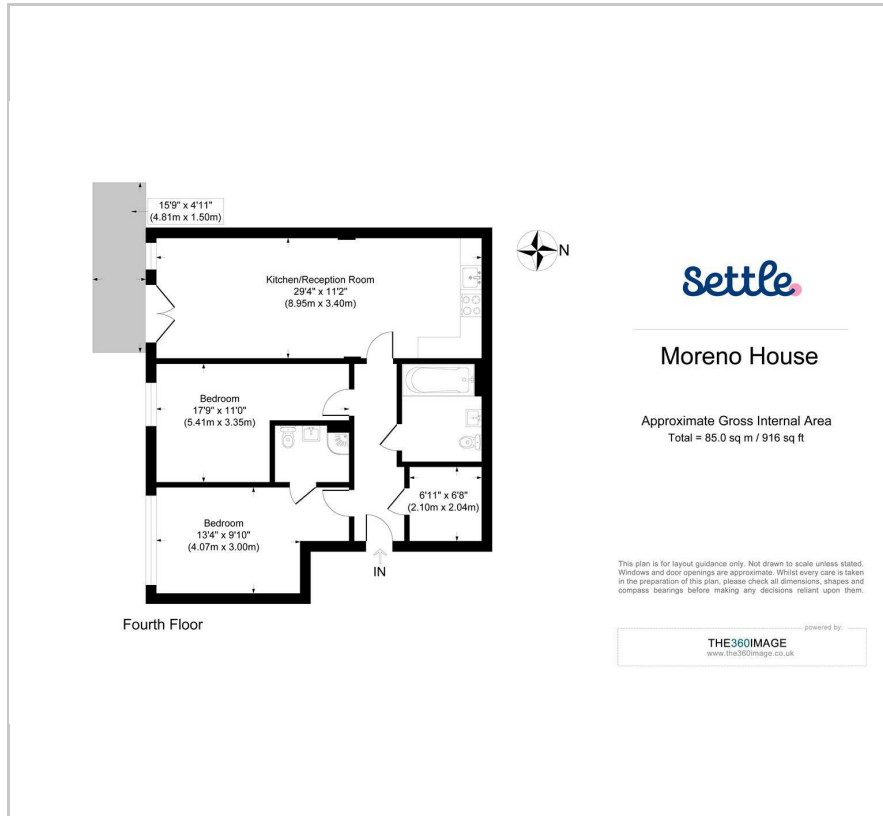 15'9" x 4'11"
(4.81m x 1.50m)
Kitchen/Reception Room
29'4" x 11'2"
(8.95m x 3.40m)
N
Bedroom
17'9" x 11'0"
(5.41m x 3.35m)
6'11" x 6'8"
(2.10m x 2.04m)
Bedroom
13'4" x 9'10"
(4.07m x 3.00m)
IN
Fourth Floor
settle
Moreno House
Approximate Gross Internal Area
Total = 85.0 sq m / 916 sq ft
This plan is for layout guidance only. Not drawn to scale unless stated.
Windows and door openings are approximate. Whilst every care is taken
in the preparation of this plan, please check all dimensions, shapes and
compass bearings before making any decisions reliant upon them.
powered by:
THE360IMAGE
www.the360image.co.uk